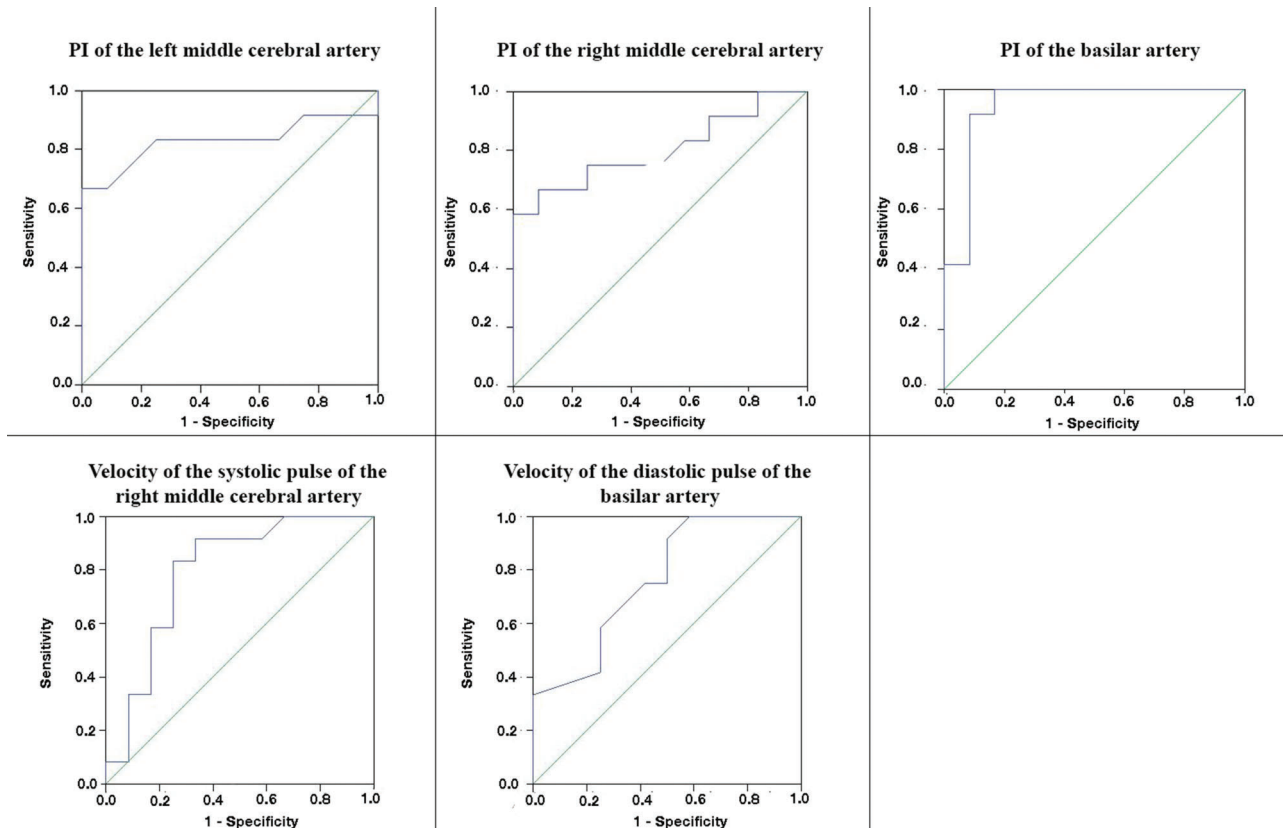 PI of the left middle cerebral artery
1.0
0.8
0.6
0.4
0.2
0.0
Sensitivity
0.0 0.2 0.4 0.6 0.8 1.0
1 - Specificity
PI of the right middle cerebral artery
1.0
0.8
0.6
0.4
0.2
0.0
Sensitivity
0.0 0.2 0.4 0.6 0.8 1.0
1 - Specificity
PI of the basilar artery
1.0
0.8
0.6
0.4
0.2
0.0
Sensitivity
0.0 0.2 0.4 0.6 0.8 1.0
1 - Specificity
Velocity of the systolic pulse of the
right middle cerebral artery
1.0
0.8
0.6
0.4
0.2
0.0
Sensitivity
0.0 0.2 0.4 0.6 0.8 1.0
1 - Specificity
Velocity of the diastolic pulse of the
basilar artery
1.0
0.8
0.6
0.4
0.2
0.0
Sensitivity
0.0 0.2 0.4 0.6 0.8 1.0
1 - Specificity